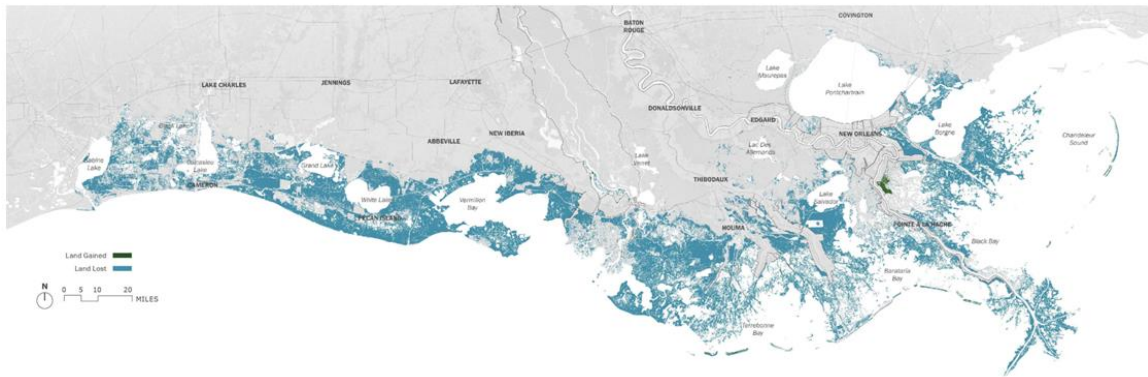 COVINGTON
BATON
ROUGE
Lake
Maurepas
Lake
Pontchartrain
LAKE CHARLES
JENNINGS
LAFAYETTE
DONALDSONVILLE
EDGARD
NEW ORLEANS
Lake
Borgne
Chandeleur
Sound
NEW IBERIA
ABBEVILLE
Lac Des
Allemands
Lake
Verret
THIBODAUX
Sabine
Lake
Calcasieu
Lake
Grand Lake
CAMERON
White Lake
PECAN ISLAND
Vermilion
Bay
Lake
Salvador
HOUMA
POINTE A LA HACHE
Black Bay
Barataria
Bay
Terrebonne
Bay
Land Gained
Land Lost
N
0 5 10 20
MILES